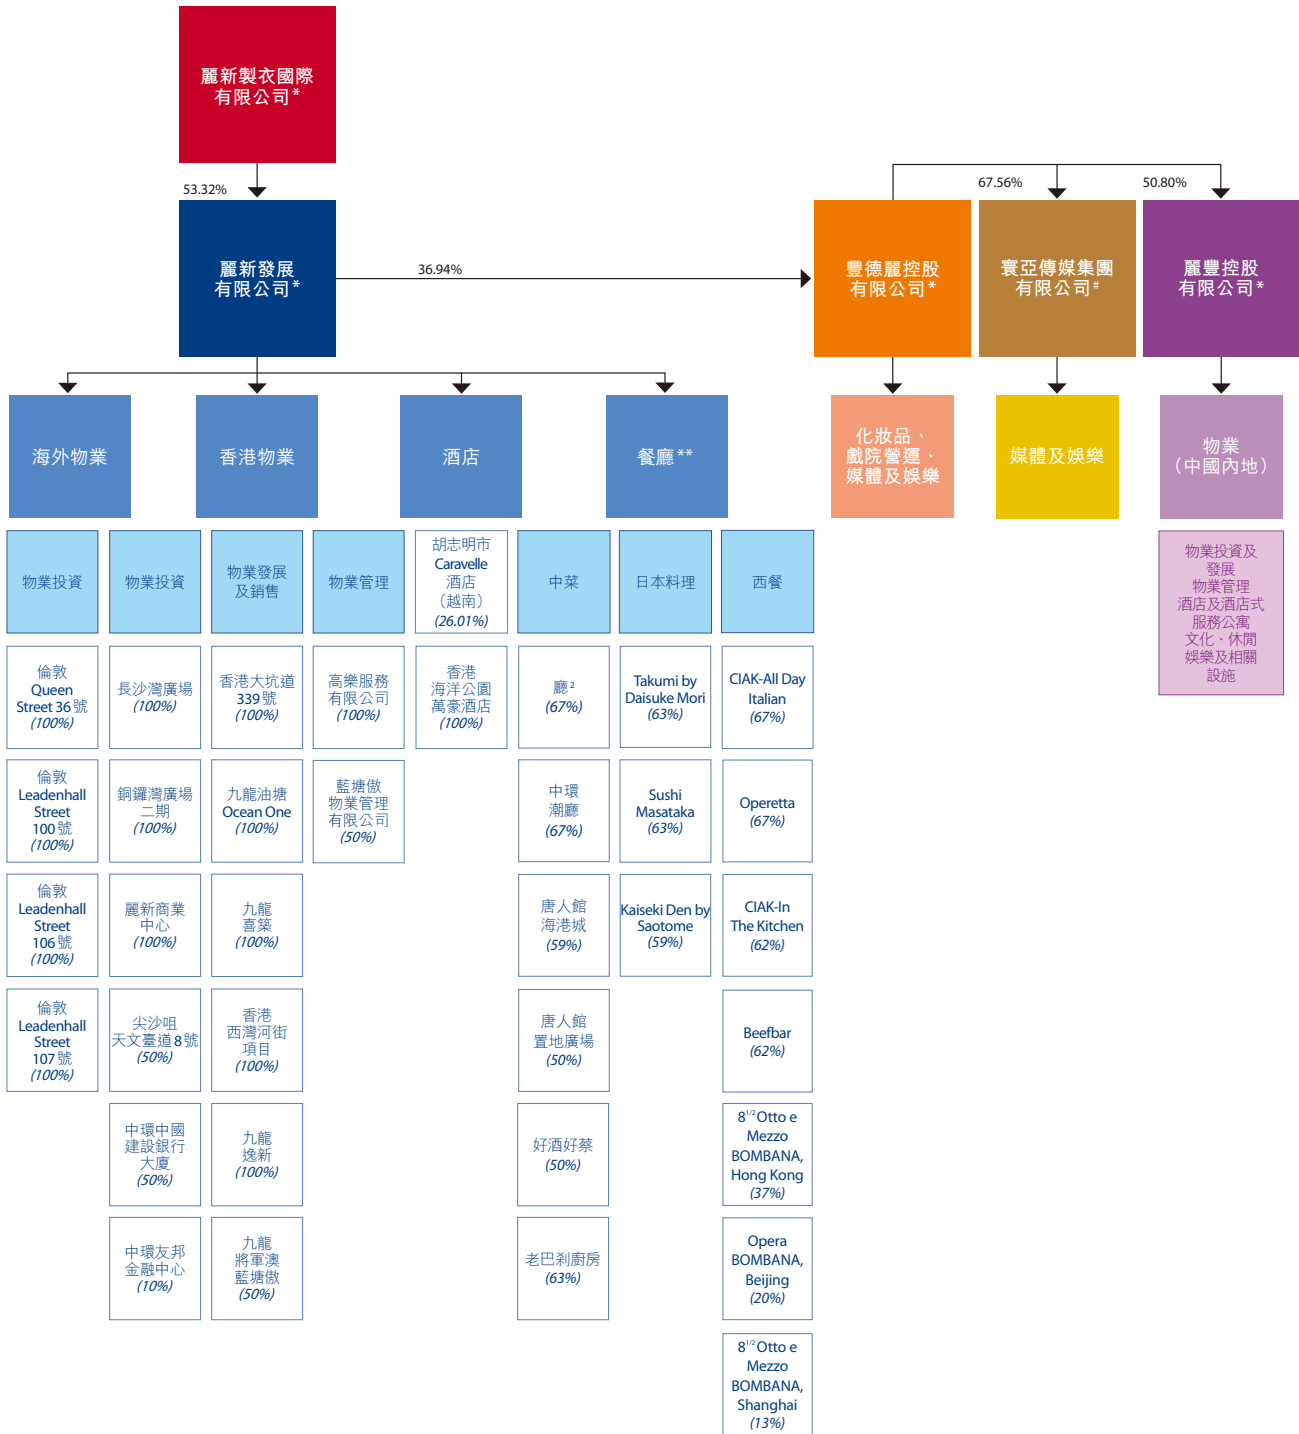 麗新製衣國際
有限公司*
53.32%
麗新發展
有限公司*
36.94%
67.56%
50.80%
豐德麗控股
有限公司*
寰亞傳媒集團
有限公司#
麗豐控股
有限公司*
海外物業
香港物業
酒店
餐廳**
化妝品、
戲院營運、
媒體及娛樂
媒體及娛樂
物業
（中國內地）
物業投資
倫敦
Queen
Street 36號
(100%)
倫敦
Leadenhall
Street
100號
(100%)
倫敦
Leadenhall
Street
106號
(100%)
倫敦
Leadenhall
Street
107號
(100%)
物業投資
長沙灣廣場
(100%)
銅鑼灣廣場
二期
(100%)
麗新商業
中心
(100%)
尖沙咀
天文臺道8號
(50%)
中環中國
建設銀行
大廈
(50%)
中環友邦
金融中心
(10%)
物業發展
及銷售
香港大坑道
339號
(100%)
九龍油塘
Ocean One
(100%)
九龍
喜築
(100%)
香港
西灣河街
項目
(100%)
九龍
逸新
(100%)
九龍
將軍澳
藍塘傲
(50%)
物業管理
高樂服務
有限公司
(100%)
藍塘傲
物業管理
有限公司
(50%)
胡志明市
Caravelle
酒店
（越南）
(26.01%)
香港
海洋公園
萬豪酒店
(100%)
中菜
廳²
(67%)
中環
潮廳
(67%)
唐人館
海港城
(59%)
唐人館
置地廣場
(50%)
好酒好蔡
(50%)
老巴剎廚房
(63%)
日本料理
Takumi by
Daisuke Mori
(63%)
Sushi
Masataka
(63%)
Kaiseki Den by
Saotome
(59%)
西餐
CIAK-All Day
Italian
(67%)
Operetta
(67%)
CIAK-In
The Kitchen
(62%)
Beefbar
(62%)
8¹/² Otto e
Mezzo
BOMBANA,
Hong Kong
(37%)
Opera
BOMBANA,
Beijing
(20%)
8¹/² Otto e
Mezzo
BOMBANA,
Shanghai
(13%)
物業投資及
發展
物業管理
酒店及酒店式
服務公寓
文化、休閒
娛樂及相關
設施